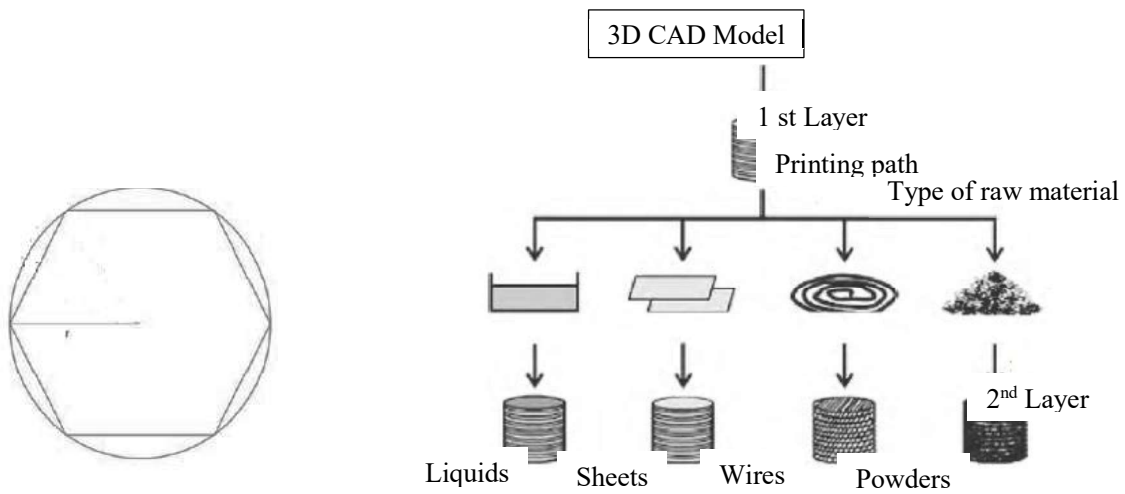 3D CAD Model
1 st Layer
Printing path
Type of raw material
r
2nd Layer
Liquids Sheets Wires Powders